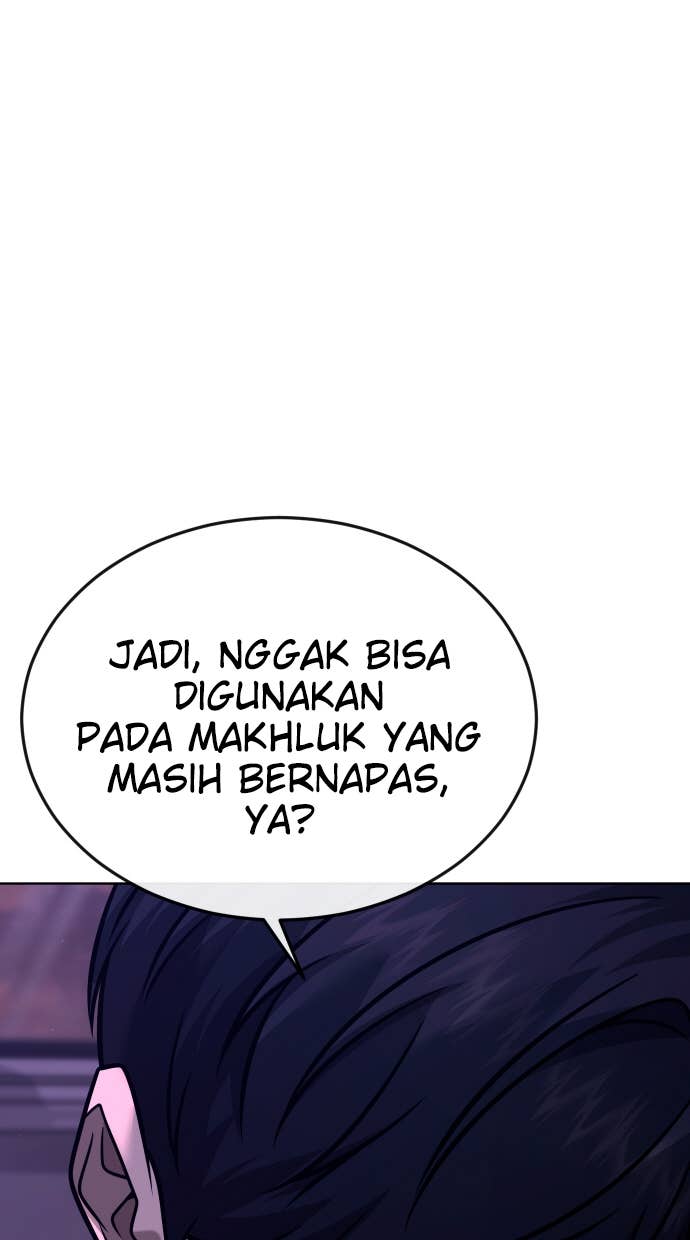 JADI, NGGAK BISA
DIGUNAKAN
PADA MAKHLUK YANG
MASIH BERNAPAS,
YA?